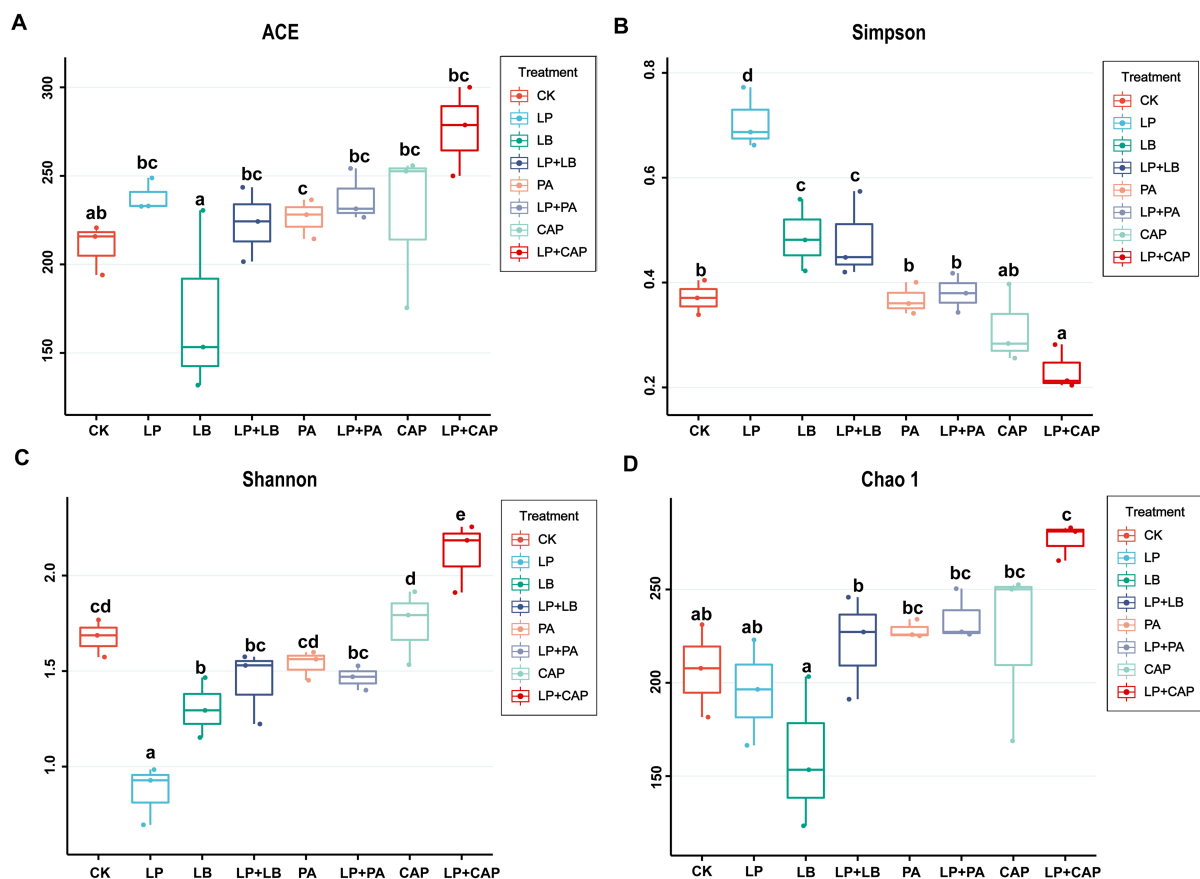 A
ACE
300
250
200
150
ab
bc
a
bc
c
bc
bc
bc
CK
LP
LB
LP+LB
PA
LP+PA
CAP
LP+CAP
Treatment
CK
LP
LB
LP+LB
PA
LP+PA
CAP
LP+CAP
B
Simpson
0.8
0.6
0.4
0.2
b
d
c
c
b
b
ab
a
CK
LP
LB
LP+LB
PA
LP+PA
CAP
LP+CAP
Treatment
CK
LP
LB
LP+LB
PA
LP+PA
CAP
LP+CAP
C
Shannon
2.0
1.5
1.0
cd
a
b
bc
cd
bc
d
e
CK
LP
LB
LP+LB
PA
LP+PA
CAP
LP+CAP
Treatment
CK
LP
LB
LP+LB
PA
LP+PA
CAP
LP+CAP
D
Chao 1
250
200
150
ab
ab
a
b
bc
bc
bc
c
CK
LP
LB
LP+LB
PA
LP+PA
CAP
LP+CAP
Treatment
CK
LP
LB
LP+LB
PA
LP+PA
CAP
LP+CAP